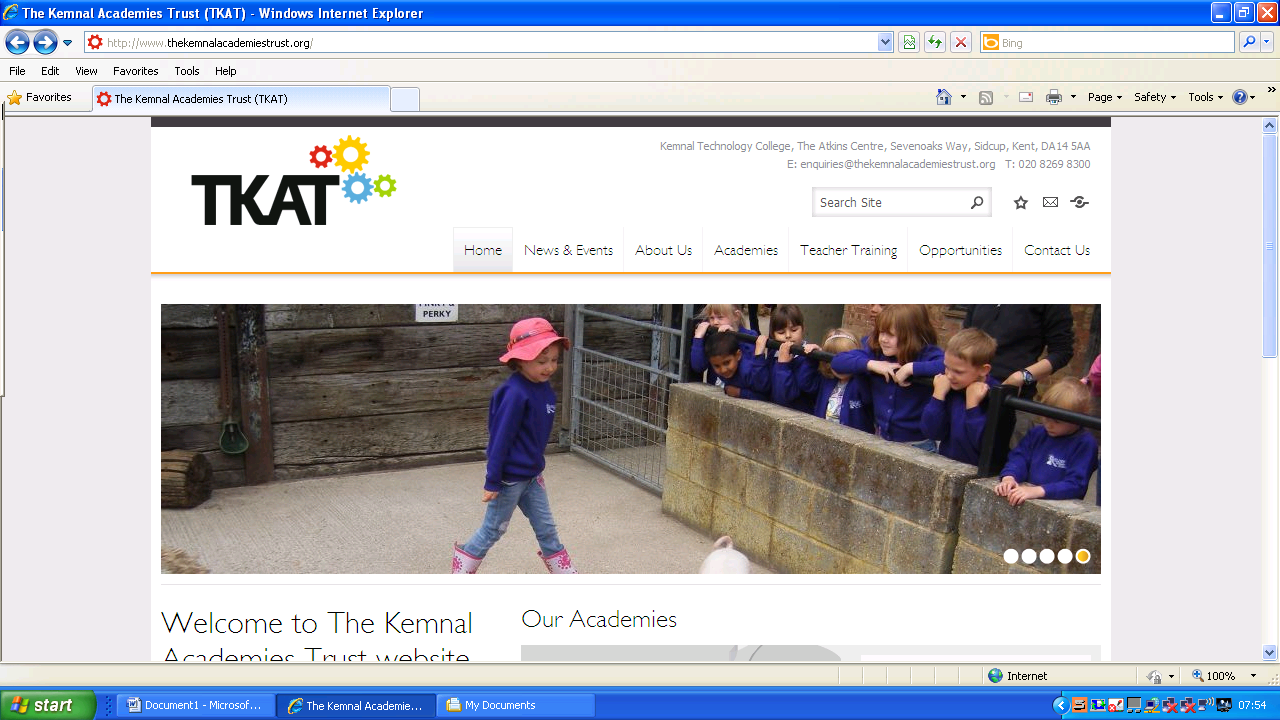 The Kemnal Academies Trust (TKAT) - Windows Internet Explorer
http://www.thekemnalacademiestrust.org/
Bing
File Edit View Favorites Tools Help
Favorites
The Kemnal Academies Trust (TKAT)
Page Safety Tools
Kemnal Technology College, The Atkins Centre, Sevenoaks Way, Sidcup, Kent, DA14 5AA
E: enquiries@thekemnalacademiestrust.org T: 020 8269 8300
TKAT
Search Site
Home News & Events About Us Academies Teacher Training Opportunities Contact Us
PINKY &
PERKY
Welcome to The Kemnal
Academies Trust website
Our Academies
Internet
100%
start
Document1 - Microsof...
The Kemnal Academie...
My Documents
07:54